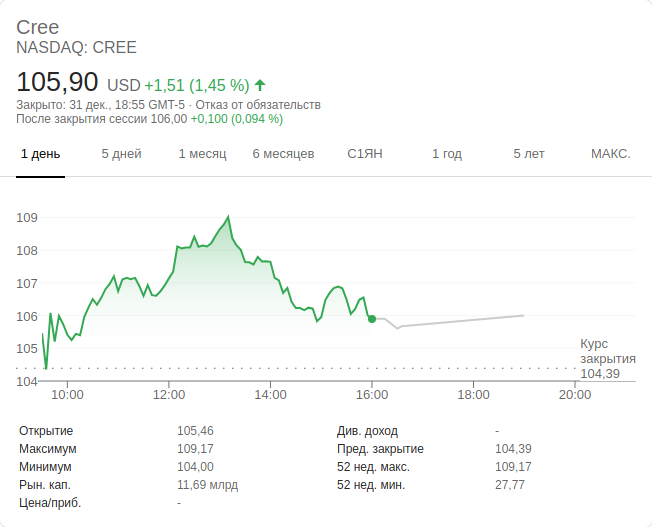 Cree
NASDAQ: CREE
105,90 USD +1,51 (1,45 %)
Закрыто: 31 дек., 18:55 GMT-5 · Отказ от обязательств
После закрытия сессии 106,00 +0,100 (0,094 %)
1 день 5 дней 1 месяц 6 месяцев С1ЯН 1 год 5 лет МАКС.
109
108
107
106
105
104
Курс
закрытия
104,39
10:00 12:00 14:00 16:00 18:00 20:00
Открытие 105,46 Див. доход -
Максимум 109,17 Пред. закрытие 104,39
Минимум 104,00 52 нед. макс. 109,17
Рын. кап. 11,69 млрд 52 нед. мин. 27,77
Цена/приб. -